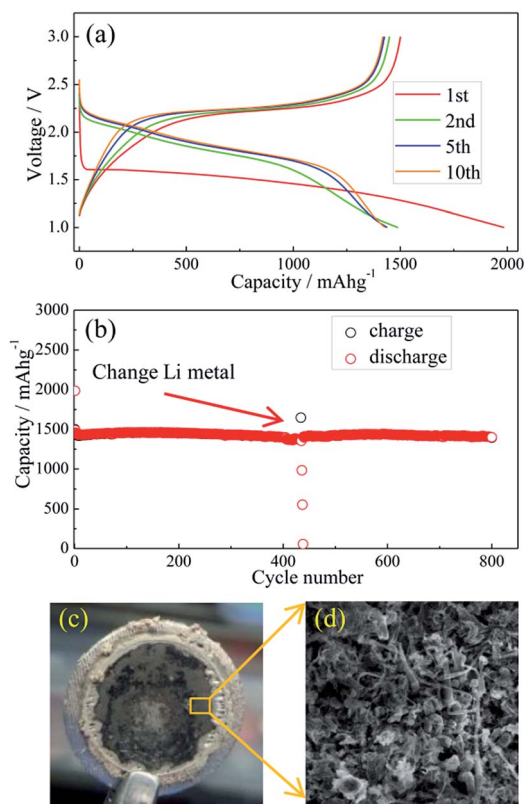 (a)
3.0
2.5
2.0
1.5
1.0
Voltage / V
1st
2nd
5th
10th
0 500 1000 1500 2000
Capacity / mAhg⁻¹
(b)
3000
2500
2000
1500
1000
500
0
Capacity / mAhg⁻¹
charge
discharge
Change Li metal
0 200 400 600 800
Cycle number
(c)
(d)